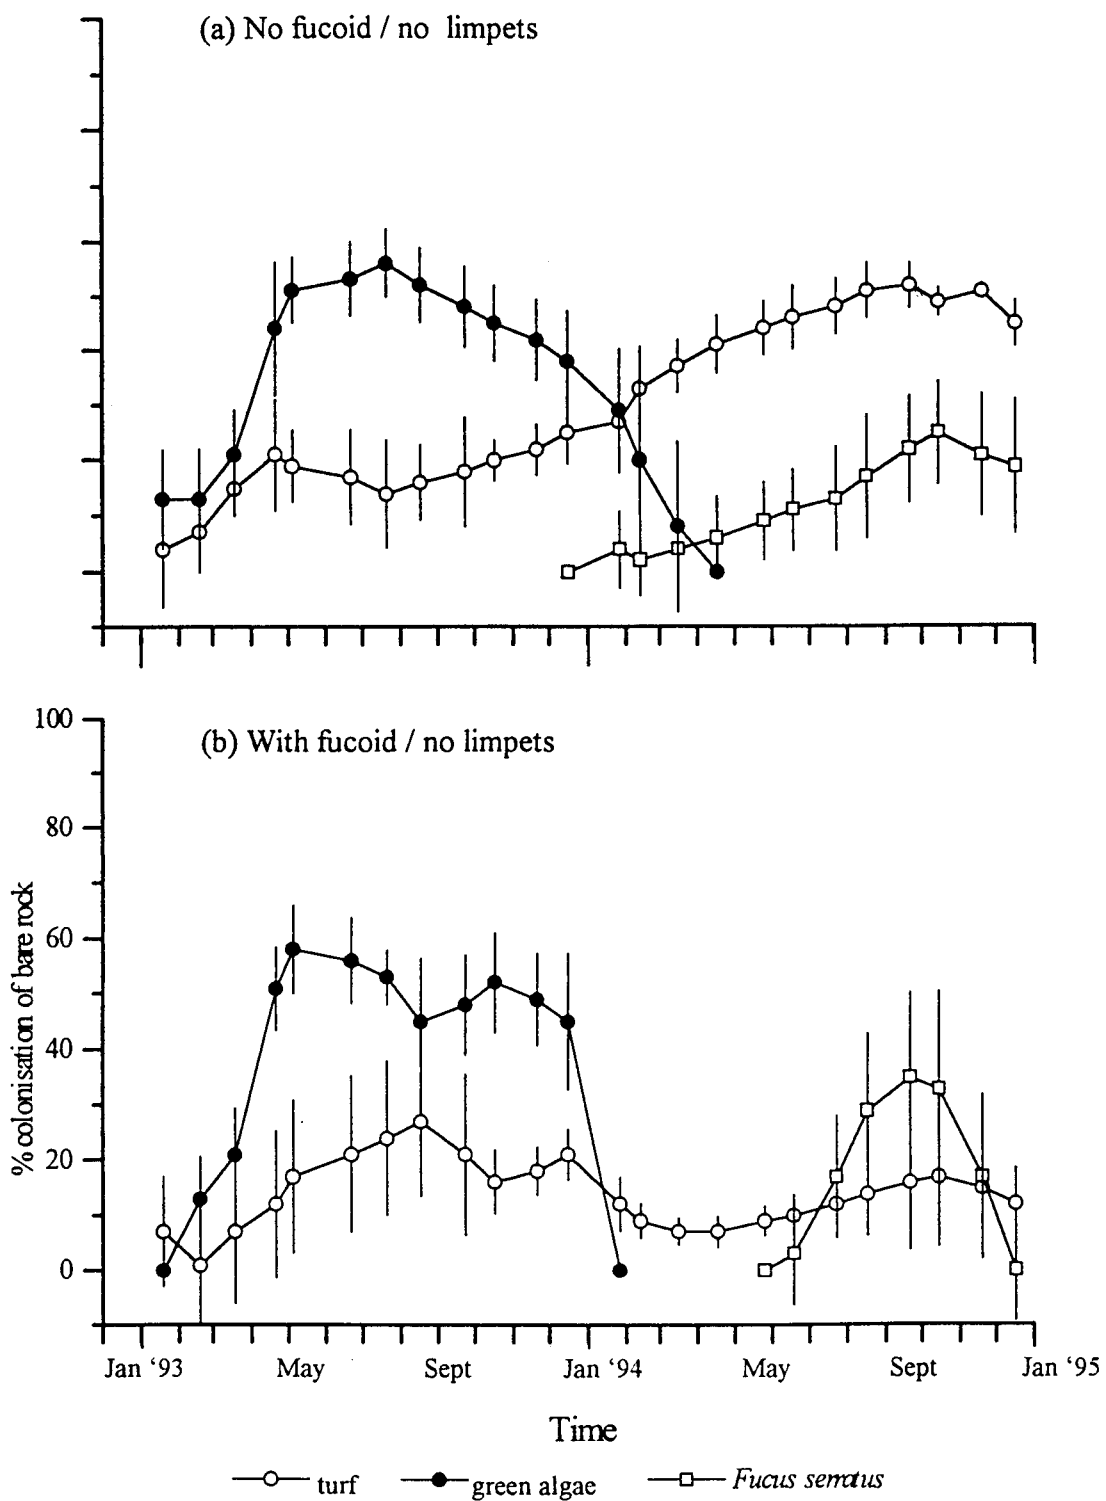 (a) No fucoid / no limpets
(b) With fucoid / no limpets
100
80
60
40
20
0
% colonisation of bare rock
Jan ‘93 May Sept Jan ‘94 May Sept Jan ‘95
Time
turf green algae Fucus serratus